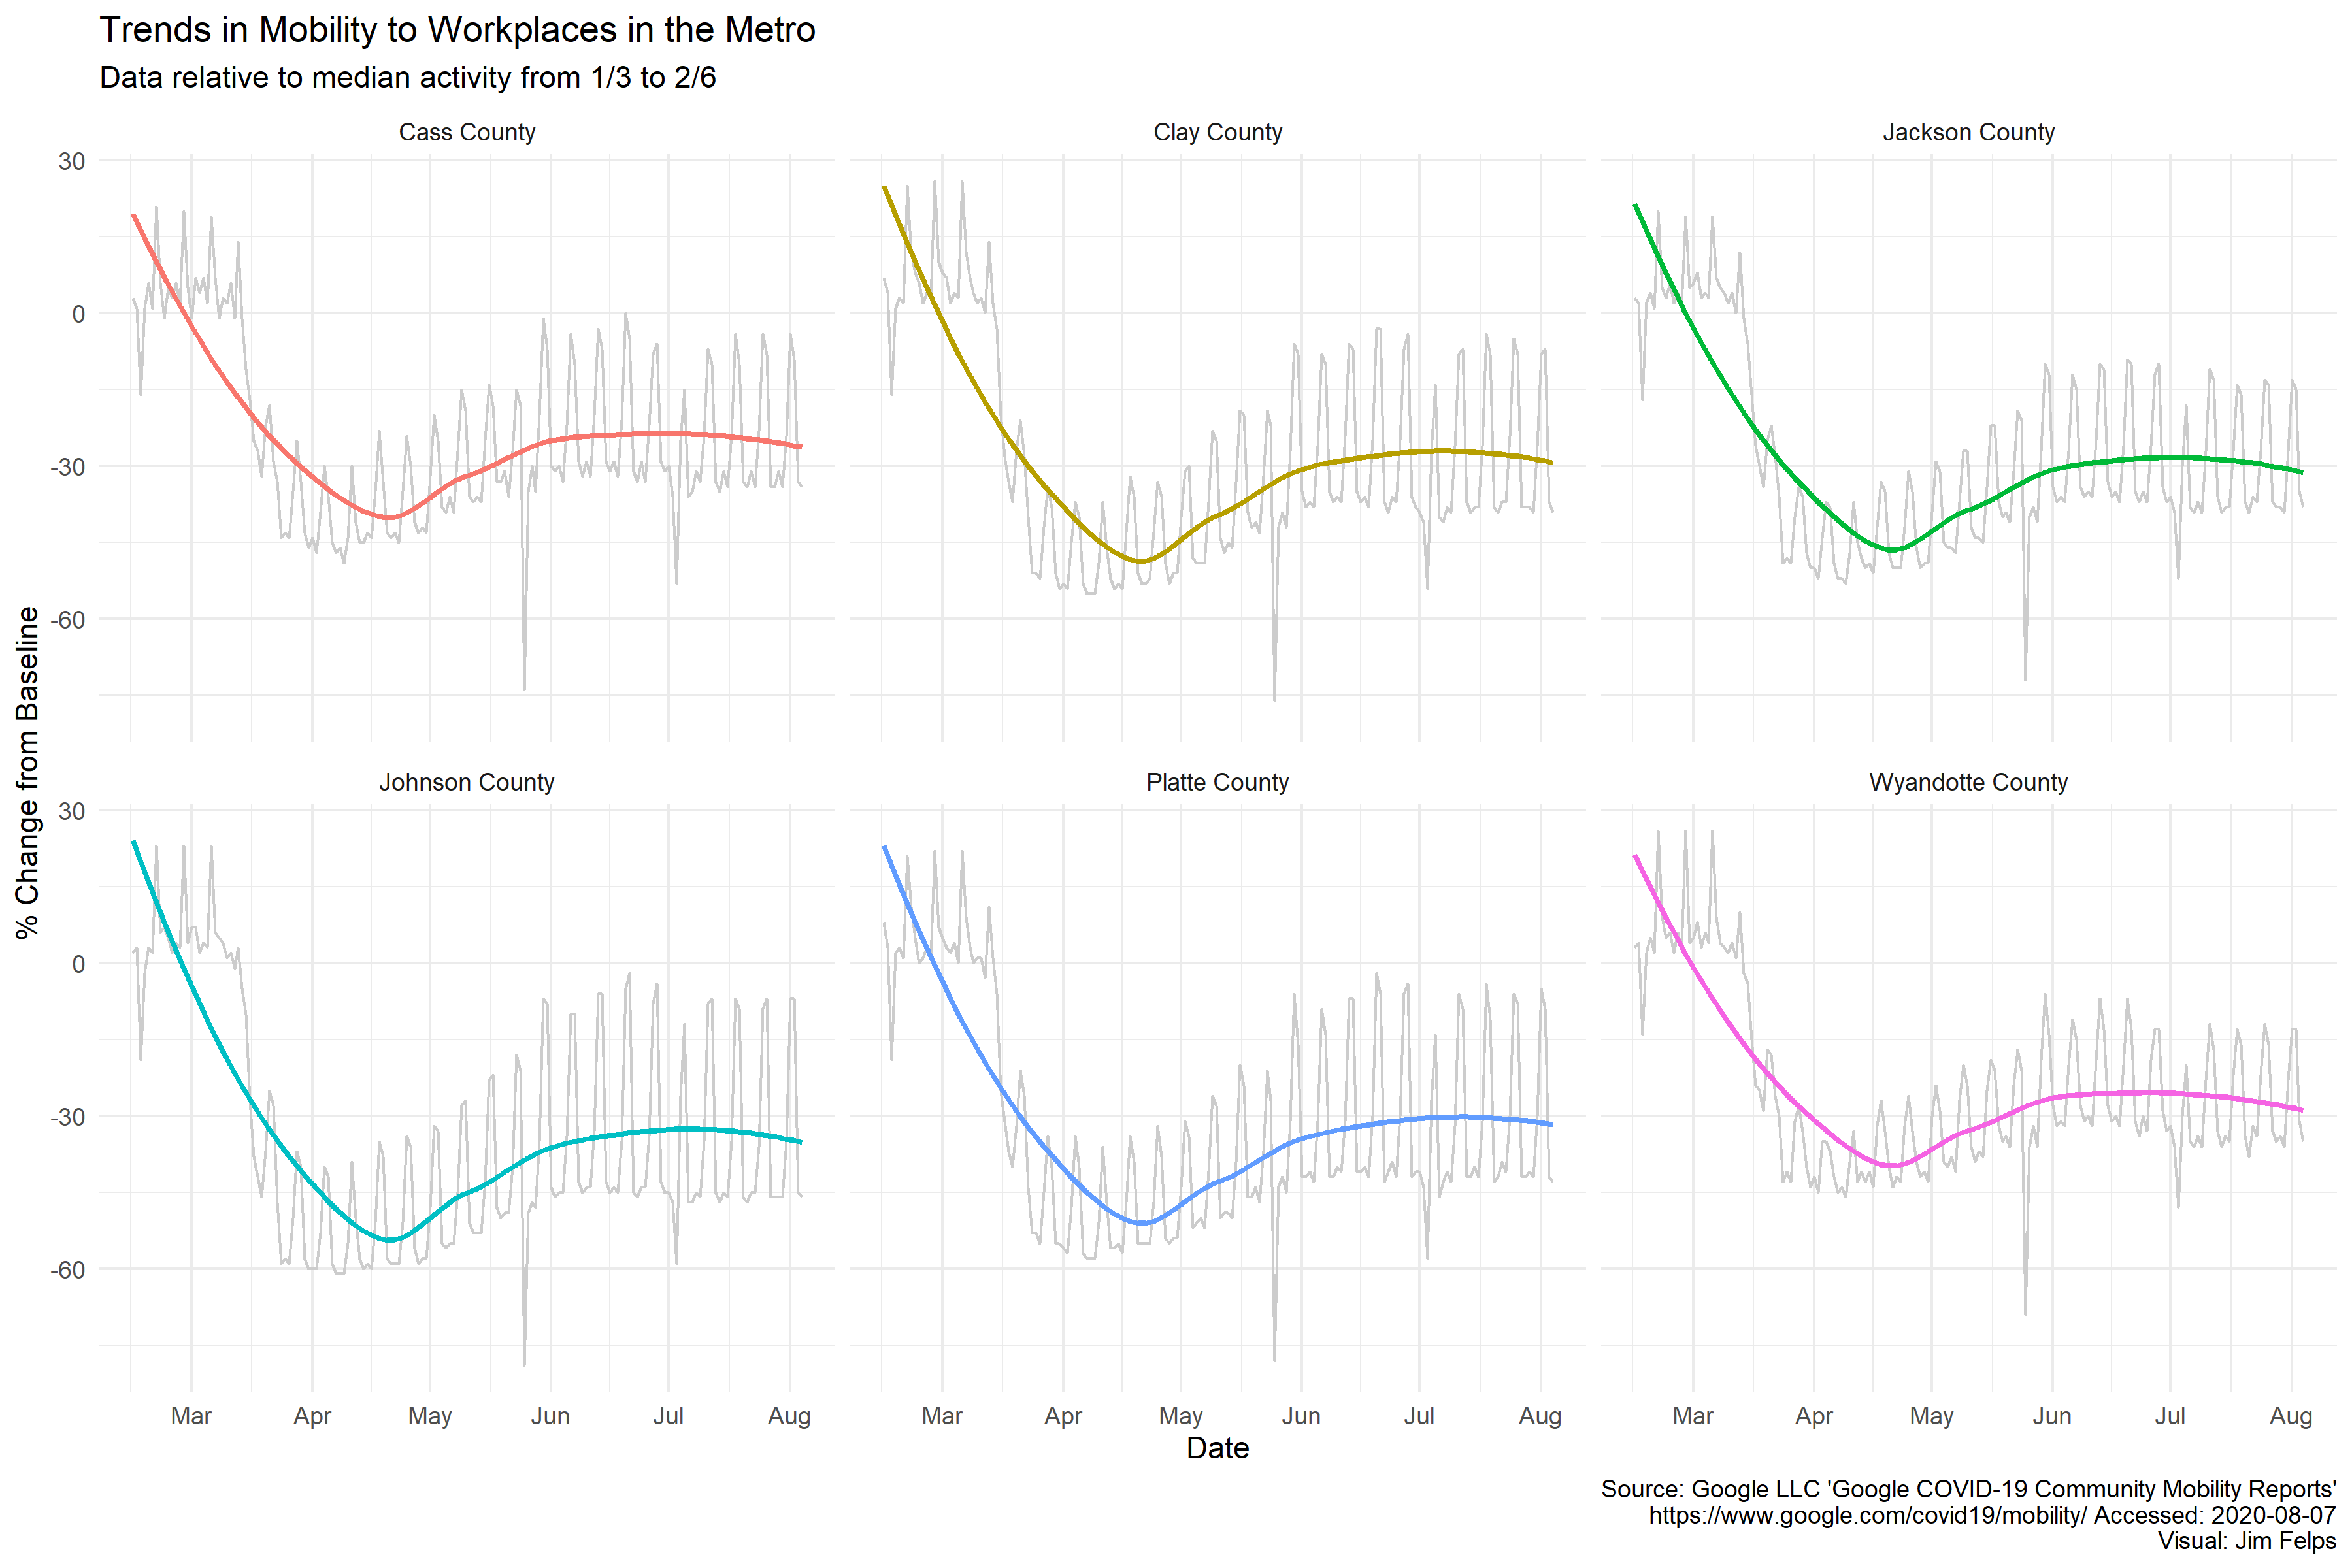 Trends in Mobility to Workplaces in the Metro
Data relative to median activity from 1/3 to 2/6
Cass County
Clay County
Jackson County
30
0
-30
-60
% Change from Baseline
Johnson County
Platte County
Wyandotte County
30
0
-30
-60
Mar Apr May Jun Jul Aug
Mar Apr May Jun Jul Aug
Mar Apr May Jun Jul Aug
Date
Source: Google LLC 'Google COVID-19 Community Mobility Reports'
https://www.google.com/covid19/mobility/ Accessed: 2020-08-07
Visual: Jim Felps